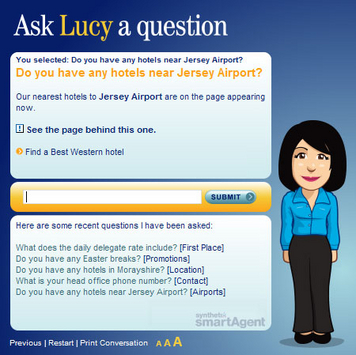 Ask Lucy a question
You selected: Do you have any hotels near Jersey Airport?
Do you have any hotels near Jersey Airport?
Our nearest hotels to Jersey Airport are on the page appearing
now.
See the page behind this one.
Find a Best Western hotel
SUBMIT
Here are some recent questions I have been asked:
What does the daily delegate rate include? [First Place]
Do you have any Easter breaks? [Promotions]
Do you have any hotels in Morayshire? [Location]
What is your head office phone number? [Contact]
Do you have any hotels near Jersey Airport? [Airports]
synthetix
smartAgent
Previous | Restart | Print Conversation A A A